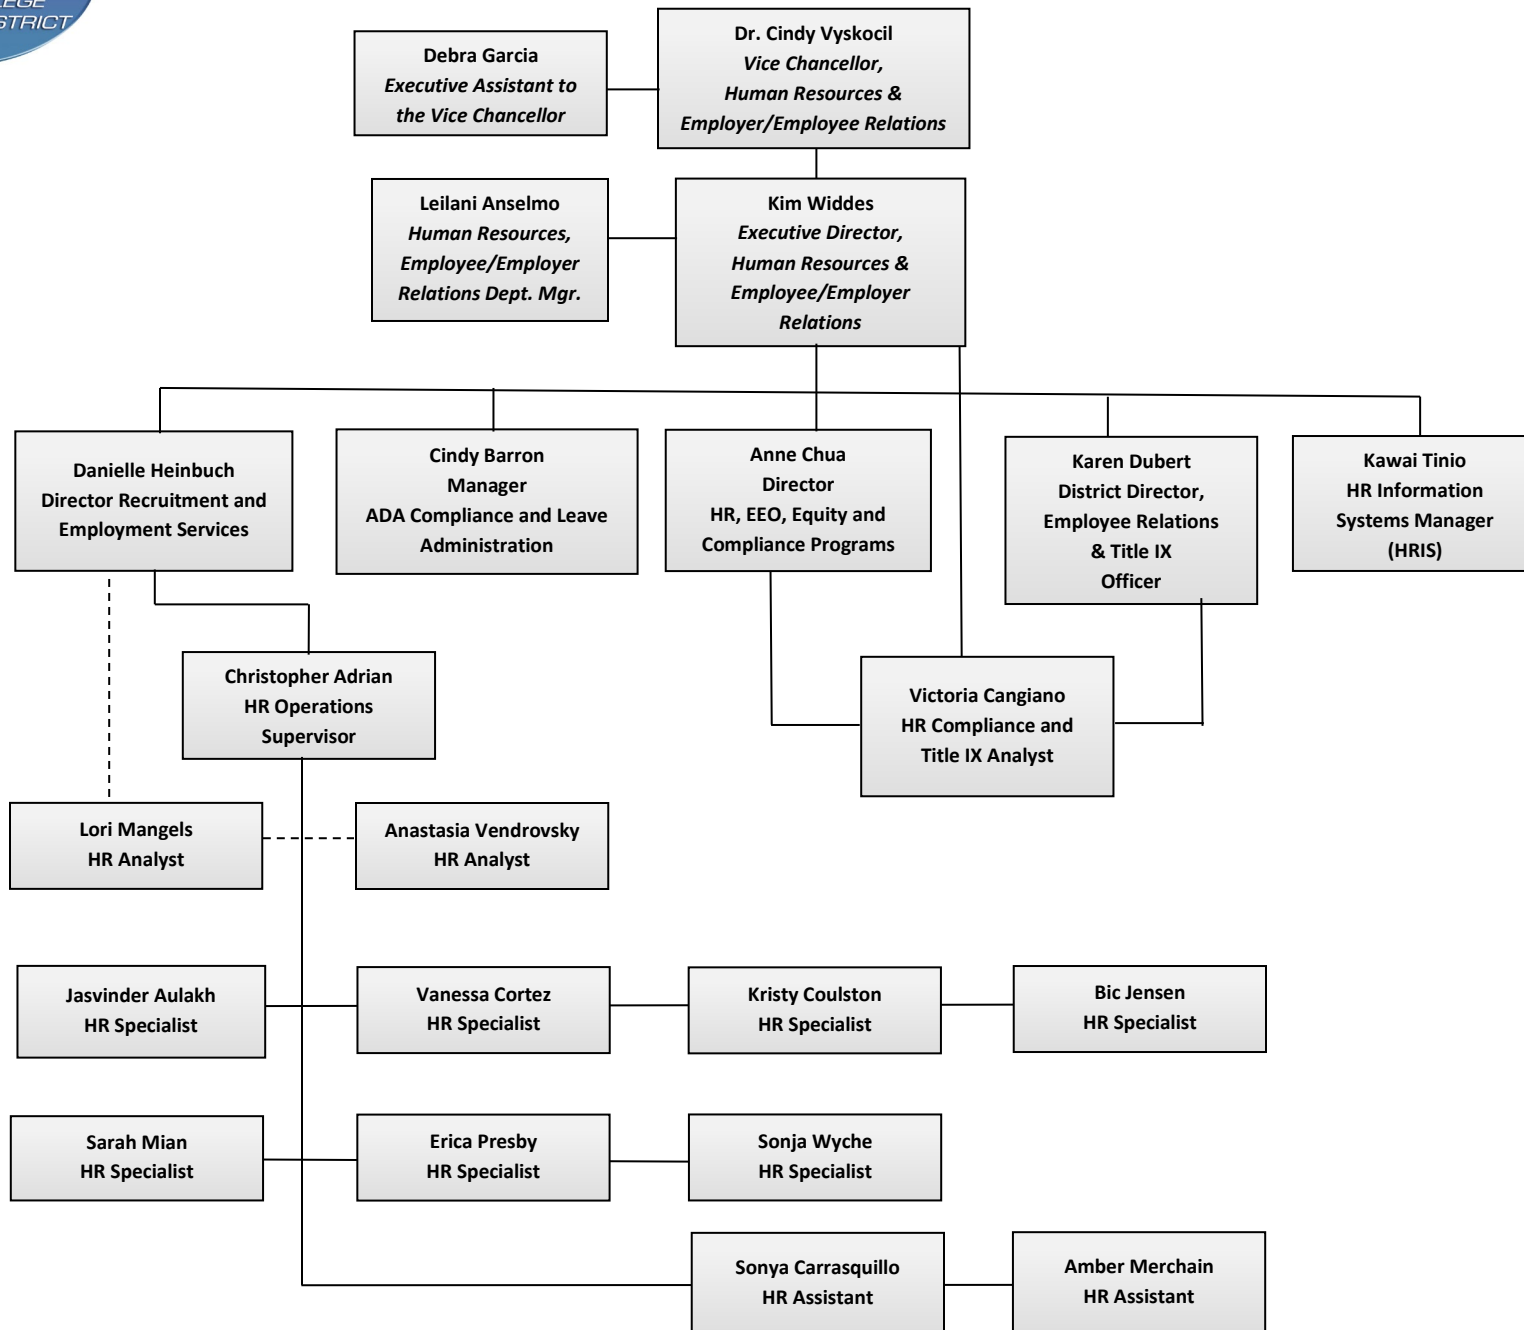 STRICT
Debra Garcia
Executive Assistant to
the Vice Chancellor
Dr. Cindy Vyskocil
Vice Chancellor,
Human Resources &
Employer/Employee Relations
Leilani Anselmo
Human Resources,
Employee/Employer
Relations Dept. Mgr.
Kim Widdes
Executive Director,
Human Resources &
Employee/Employer
Relations
Danielle Heinbuch
Director Recruitment and
Employment Services
Cindy Barron
Manager
ADA Compliance and Leave
Administration
Anne Chua
Director
HR, EEO, Equity and
Compliance Programs
Karen Dubert
District Director,
Employee Relations
& Title IX
Officer
Kawai Tinio
HR Information
Systems Manager
(HRIS)
Christopher Adrian
HR Operations
Supervisor
Victoria Cangiano
HR Compliance and
Title IX Analyst
Lori Mangels
HR Analyst
Anastasia Vendrovsky
HR Analyst
Jasvinder Aulakh
HR Specialist
Vanessa Cortez
HR Specialist
Kristy Coulston
HR Specialist
Bic Jensen
HR Specialist
Sarah Mian
HR Specialist
Erica Presby
HR Specialist
Sonja Wyche
HR Specialist
Sonya Carrasquillo
HR Assistant
Amber Merchain
HR Assistant